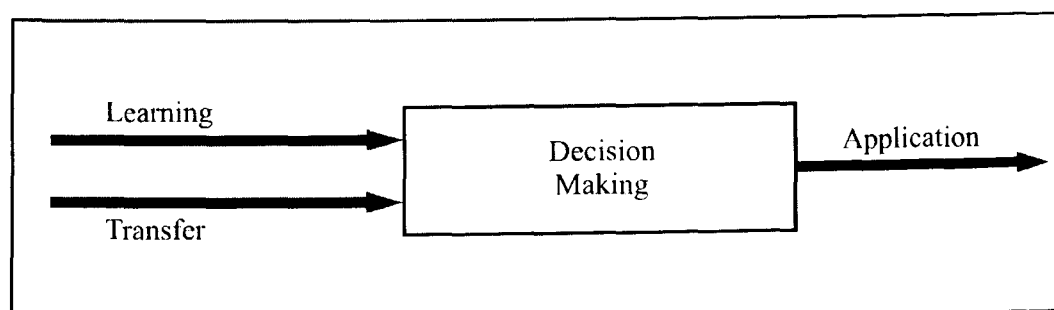 Learning
Decision
Making
Application
Transfer